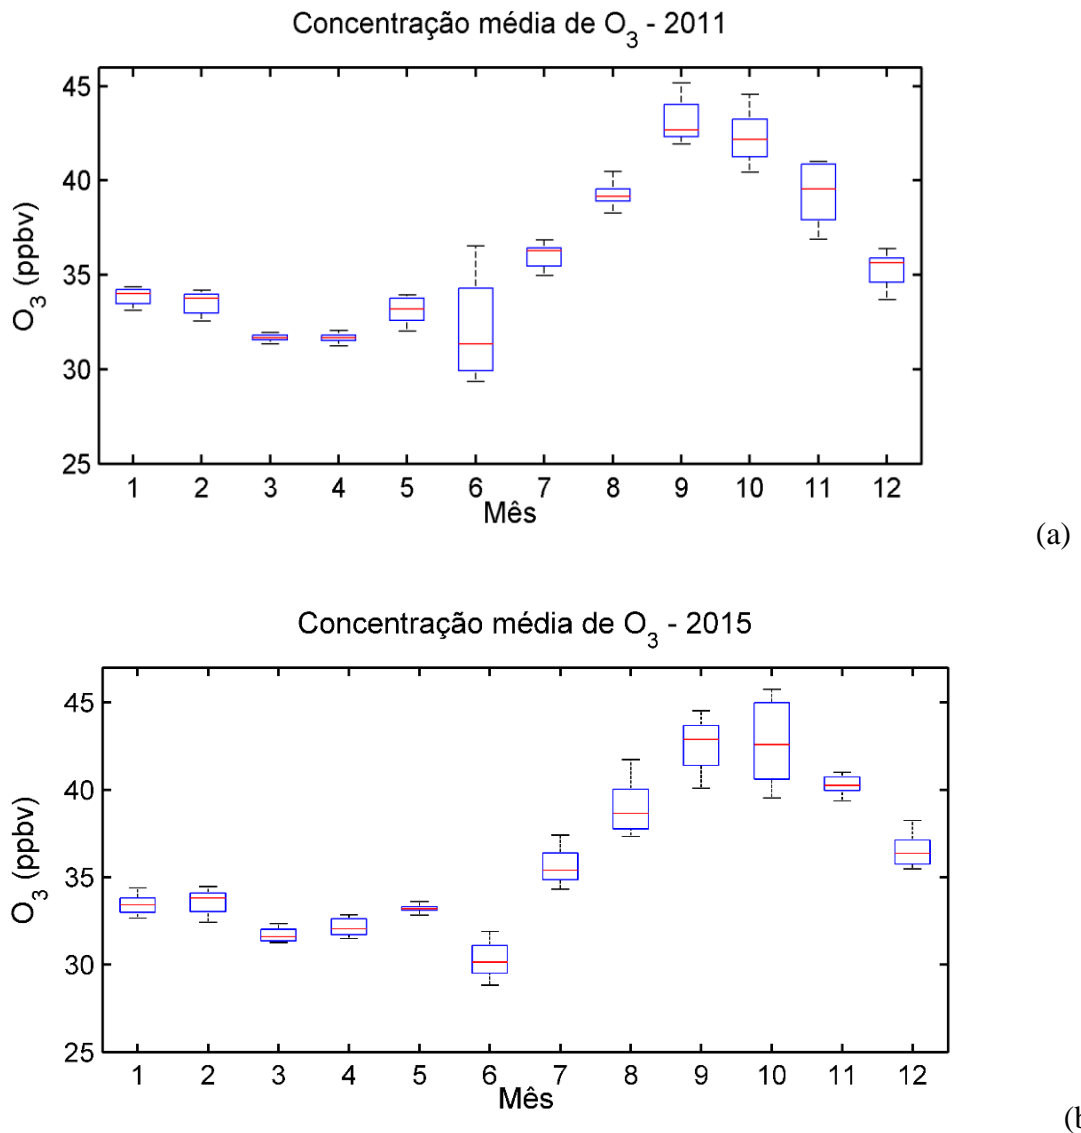 Concentração média de O3 - 2011
O3 (ppbv)
45
40
35
30
25
1 2 3 4 5 6 7 8 9 10 11 12
Mês
(a)
Concentração média de O3 - 2015
O3 (ppbv)
45
40
35
30
25
1 2 3 4 5 6 7 8 9 10 11 12
Mês
(b